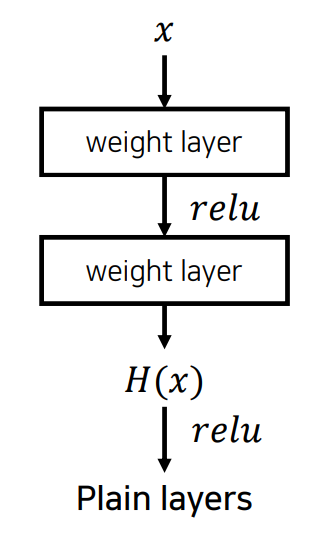 x
weight layer
relu
weight layer
H(x)
relu
Plain layers